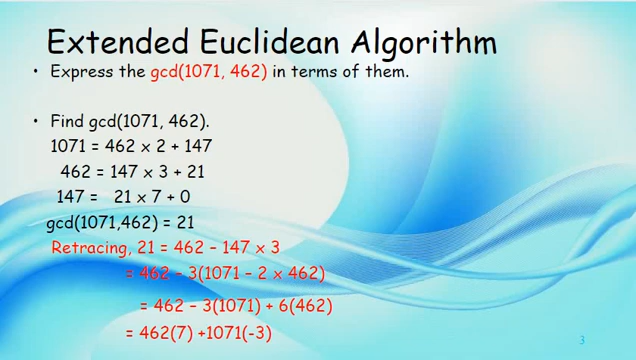 Extended Euclidean Algorithm
• Express the gcd(1071, 462) in terms of them.
• Find gcd(1071, 462).
1071 = 462 x 2 + 147
462 = 147 x 3 + 21
147 = 21 x 7 + 0
gcd(1071,462) = 21
Retracing, 21 = 462 – 147 x 3
= 462 – 3(1071 – 2 x 462)
= 462 – 3(1071) + 6(462)
= 462(7) +1071(-3)
3